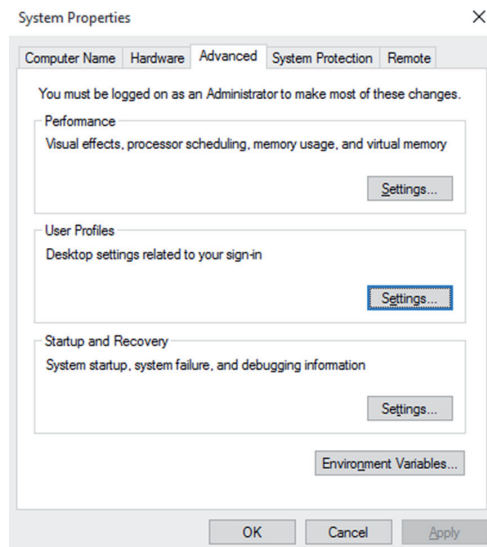 System Properties
Computer Name Hardware Advanced System Protection Remote
You must be logged on as an Administrator to make most of these changes.
Performance
Visual effects, processor scheduling, memory usage, and virtual memory
Settings...
User Profiles
Desktop settings related to your sign-in
Settings...
Startup and Recovery
System startup, system failure, and debugging information
Settings...
Environment Variables...
OK Cancel Apply